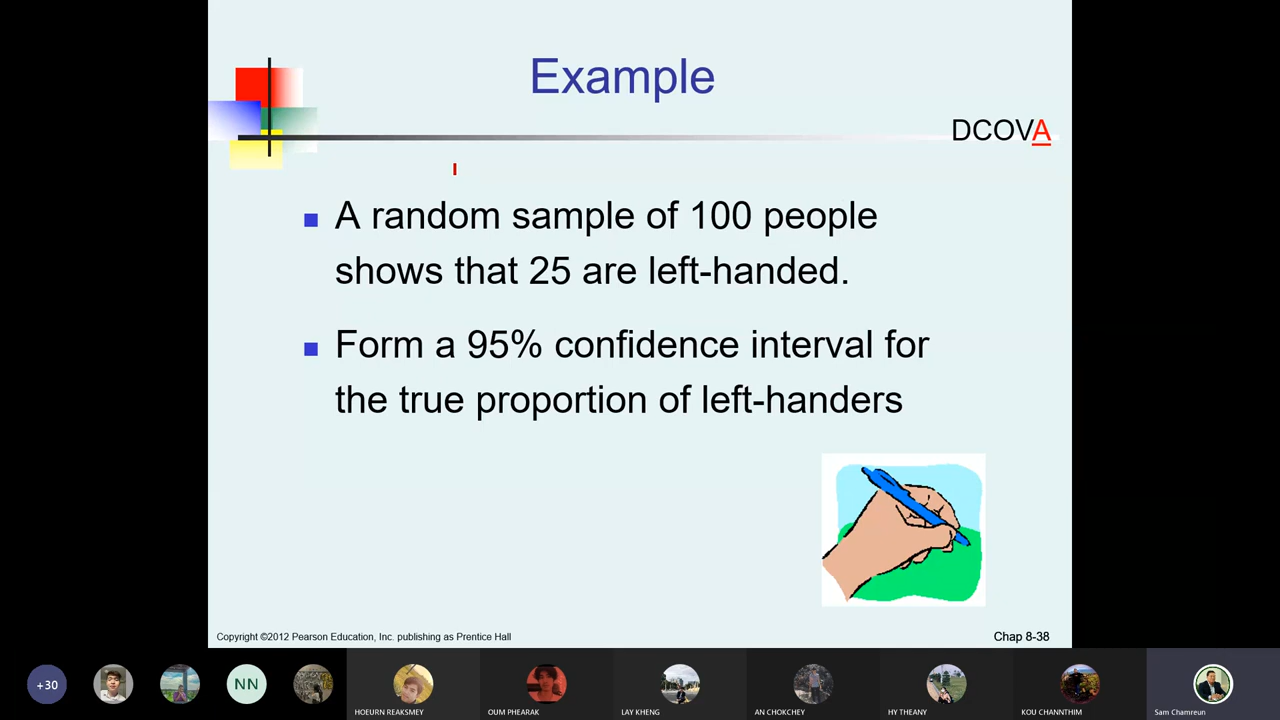 Example
DCOVA
A random sample of 100 people
shows that 25 are left-handed.
Form a 95% confidence interval for
the true proportion of left-handers
Copyright ©2012 Pearson Education, Inc. publishing as Prentice Hall
Chap 8-38
+30
NN
HOEURN REAKSMEY
OUM PHEARAK
LAY KHENG
AN CHOKCHEY
HY THEANY
KOU CHANNTHIM
Sam Chamreun